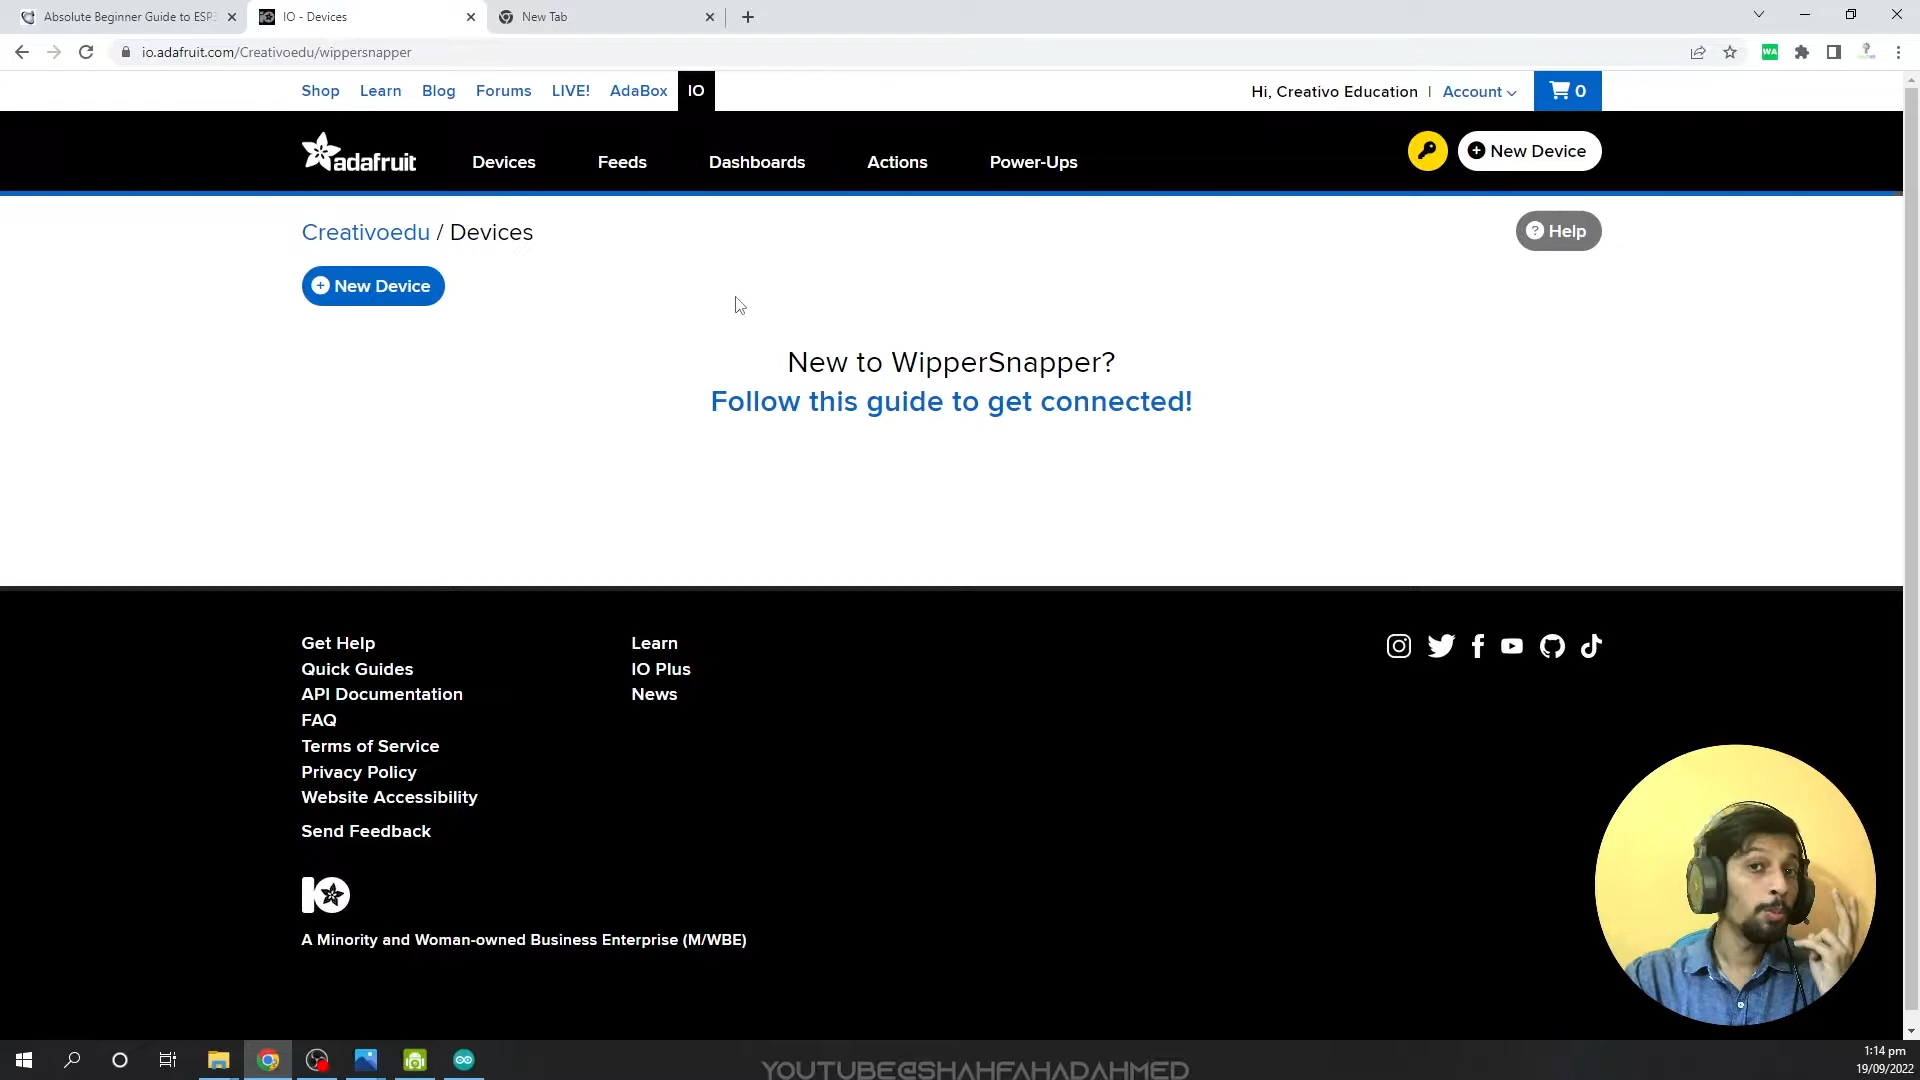 Absolute Beginner Guide to ESP3
IO - Devices
New Tab
io.adafruit.com/Creativoedu/wippersnapper
WA
Shop Learn Blog Forums LIVE! AdaBox IO
Hi, Creativo Education | Account
0
adafruit
Devices Feeds Dashboards Actions Power-Ups
New Device
Creativoedu / Devices
? Help
New Device
New to WipperSnapper?
Follow this guide to get connected!
Get Help
Quick Guides
API Documentation
FAQ
Terms of Service
Privacy Policy
Website Accessibility
Send Feedback
Learn
IO Plus
News
IO
A Minority and Woman-owned Business Enterprise (M/WBE)
YOUTUBE@SHAHFAHADAHMED
1:14 pm
19/09/2022